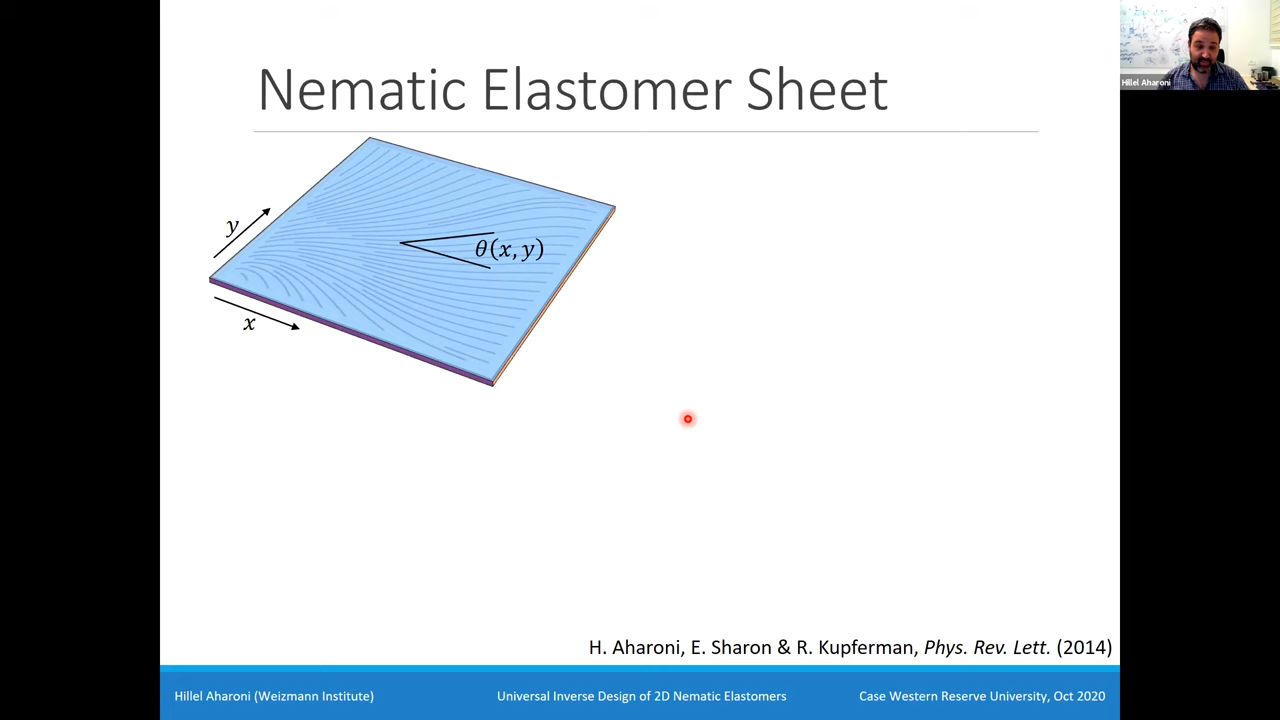 Nematic Elastomer Sheet
Hillel Aharoni
y
θ(x, y)
x
H. Aharoni, E. Sharon & R. Kupferman, Phys. Rev. Lett. (2014)
Hillel Aharoni (Weizmann Institute)
Universal Inverse Design of 2D Nematic Elastomers
Case Western Reserve University, Oct 2020